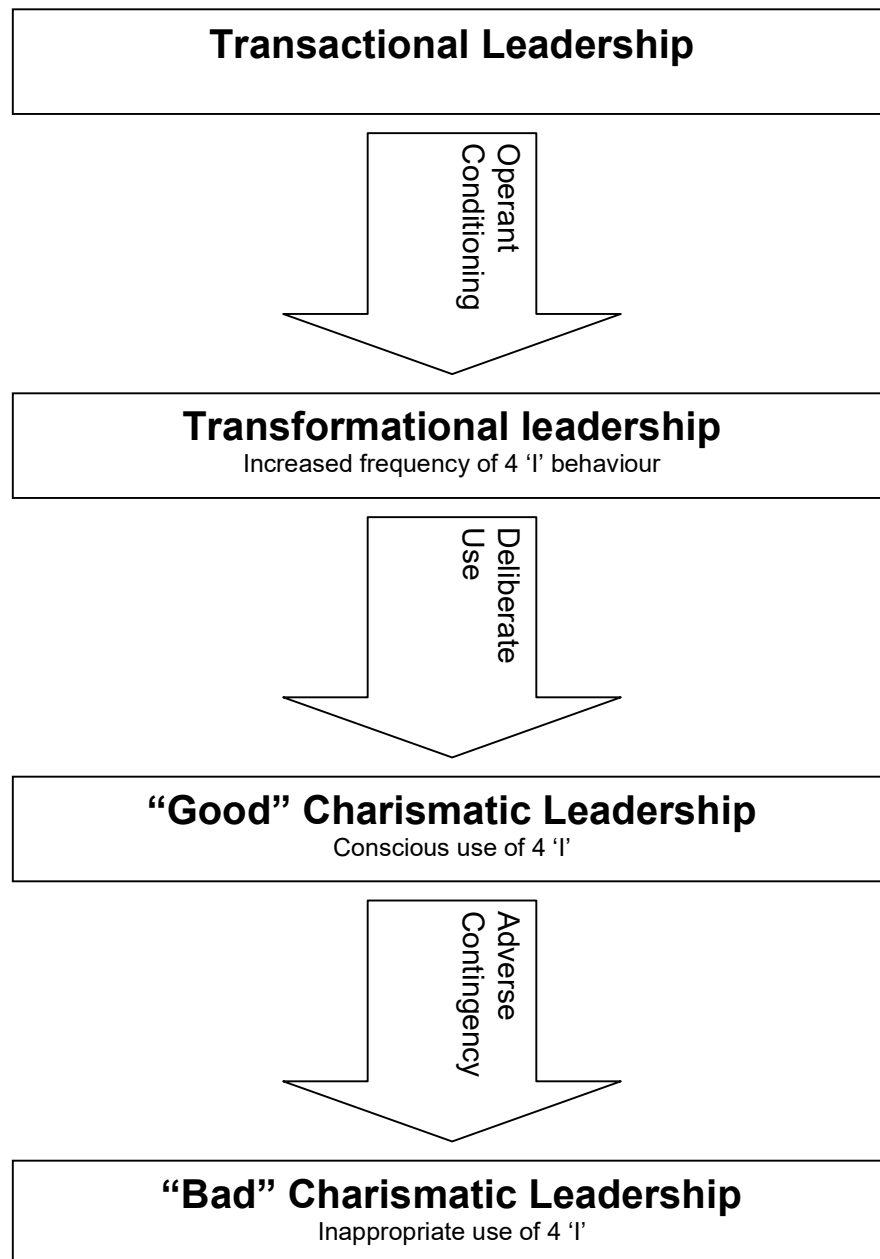 Transactional Leadership
Operant
Conditioning
Transformational leadership
Increased frequency of 4 ‘I’ behaviour
Deliberate
Use
“Good” Charismatic Leadership
Conscious use of 4 ‘I’
Adverse
Contingency
“Bad” Charismatic Leadership
Inappropriate use of 4 ‘I’